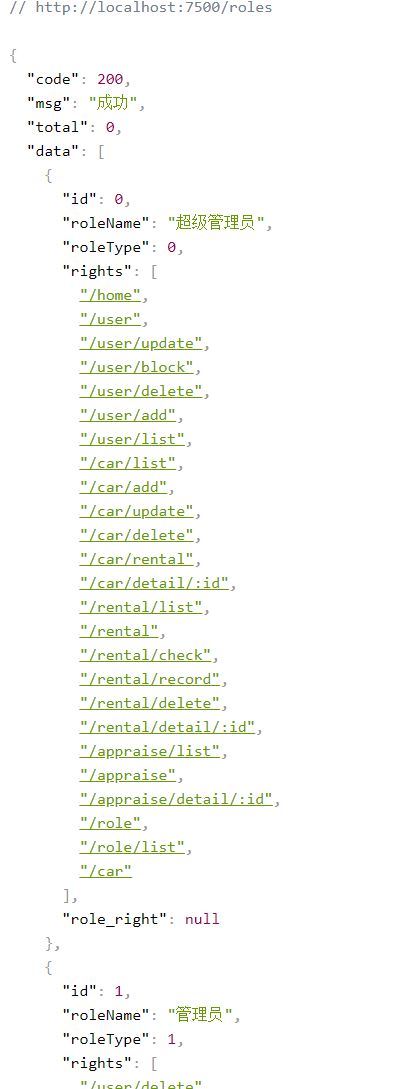 // http://localhost:7500/roles
{
"code": 200,
"msg": "成功",
"total": 0,
"data": [
{
"id": 0,
"roleName": "超级管理员",
"roleType": 0,
"rights": [
"/home",
"/user",
"/user/update",
"/user/block",
"/user/delete",
"/user/add",
"/user/list",
"/car/list",
"/car/add",
"/car/update",
"/car/delete",
"/car/rental",
"/car/detail/:id",
"/rental/list",
"/rental",
"/rental/check",
"/rental/record",
"/rental/delete",
"/rental/detail/:id",
"/appraise/list",
"/appraise",
"/appraise/detail/:id",
"/role",
"/role/list",
"/car"
],
"role_right": null
},
{
"id": 1,
"roleName": "管理员",
"roleType": 1,
"rights": [
"/user/delete"